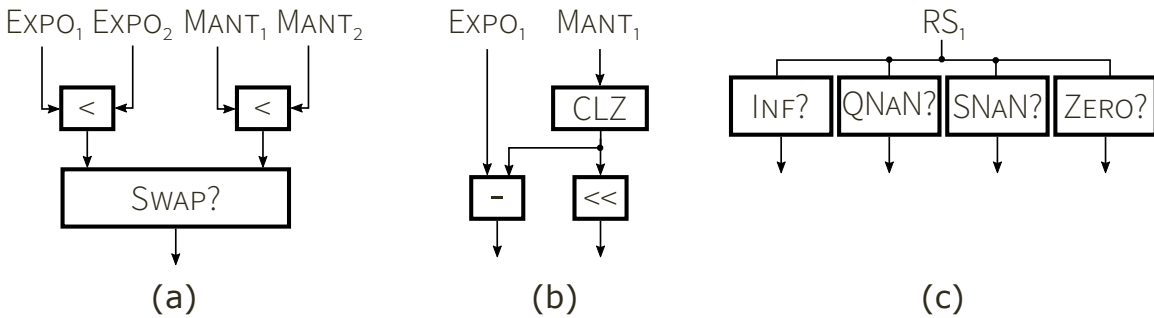 EXPO₁ EXPO₂ MANT₁ MANT₂
< <
SWAP?
(a)
EXPO₁ MANT₁
CLZ
- <<
(b)
RS₁
INF? QNAN? SNAN? ZERO?
(c)